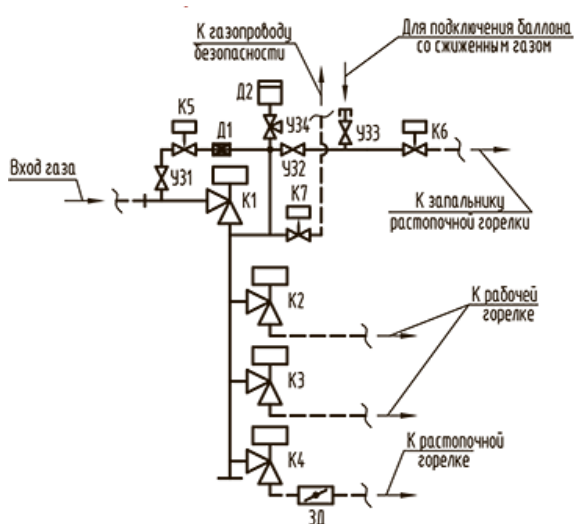 К газопроводу
безопасности
Для подключения баллона
со сжиженным газом
Д2
К5
Д1
УЗ4
УЗ3
К6
Вход газа
УЗ1
К1
УЗ2
К7
К запальнику
растопочной горелки
К2
К рабочей
горелке
К3
К растопочной
горелке
К4
ЗД